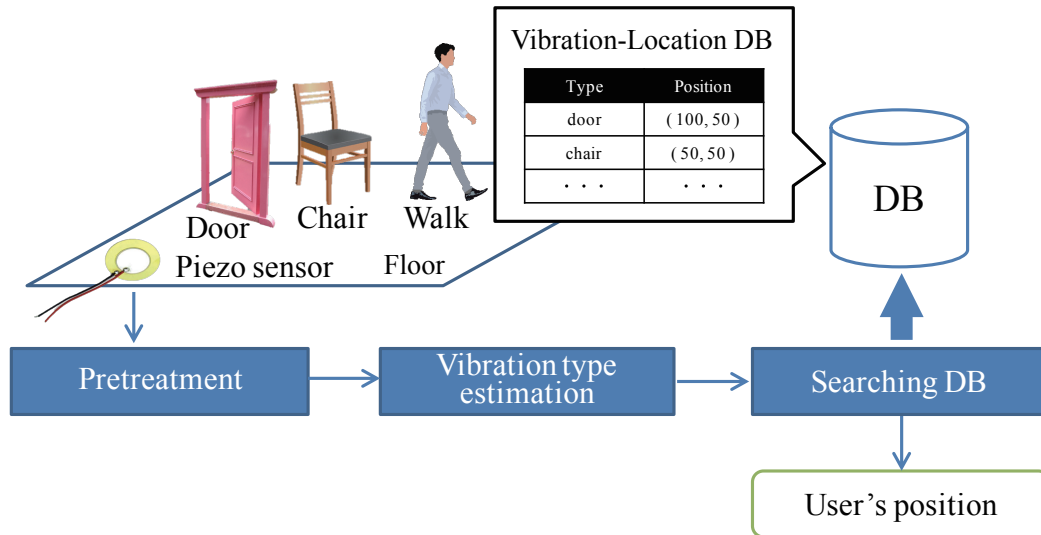 Vibration-Location DB
Type Position
door ( 100, 50 )
chair ( 50, 50 )
· · · · · ·
DB
Door
Chair
Walk
Piezo sensor
Floor
Pretreatment
Vibration type
estimation
Searching DB
User’s position